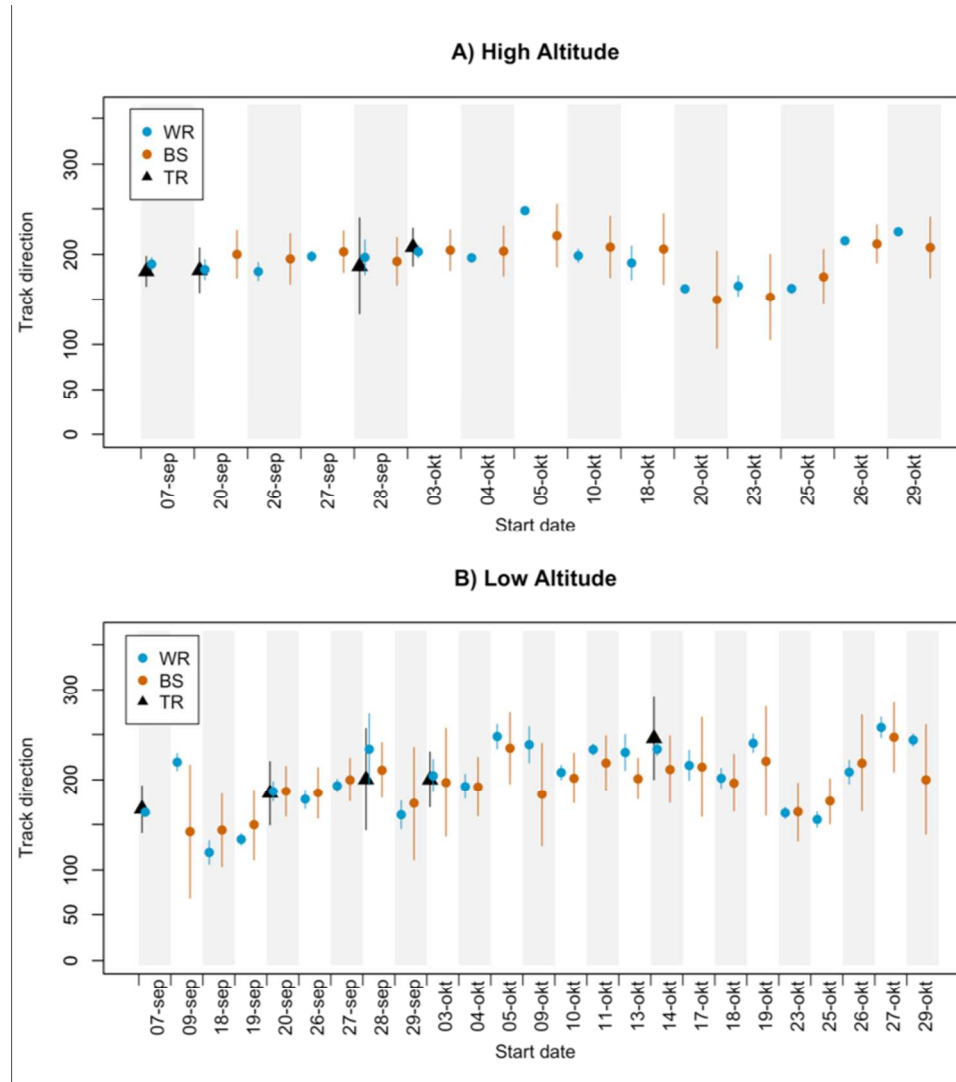 A) High Altitude
Track direction
300
200
100
50
0
WR
BS
TR
07-sep
20-sep
26-sep
27-sep
28-sep
03-okt
04-okt
05-okt
10-okt
18-okt
20-okt
23-okt
25-okt
26-okt
29-okt
Start date
B) Low Altitude
Track direction
300
200
100
50
0
WR
BS
TR
07-sep
09-sep
18-sep
19-sep
20-sep
26-sep
27-sep
28-sep
29-sep
03-okt
04-okt
05-okt
09-okt
10-okt
11-okt
13-okt
14-okt
17-okt
18-okt
19-okt
23-okt
25-okt
26-okt
27-okt
29-okt
Start date